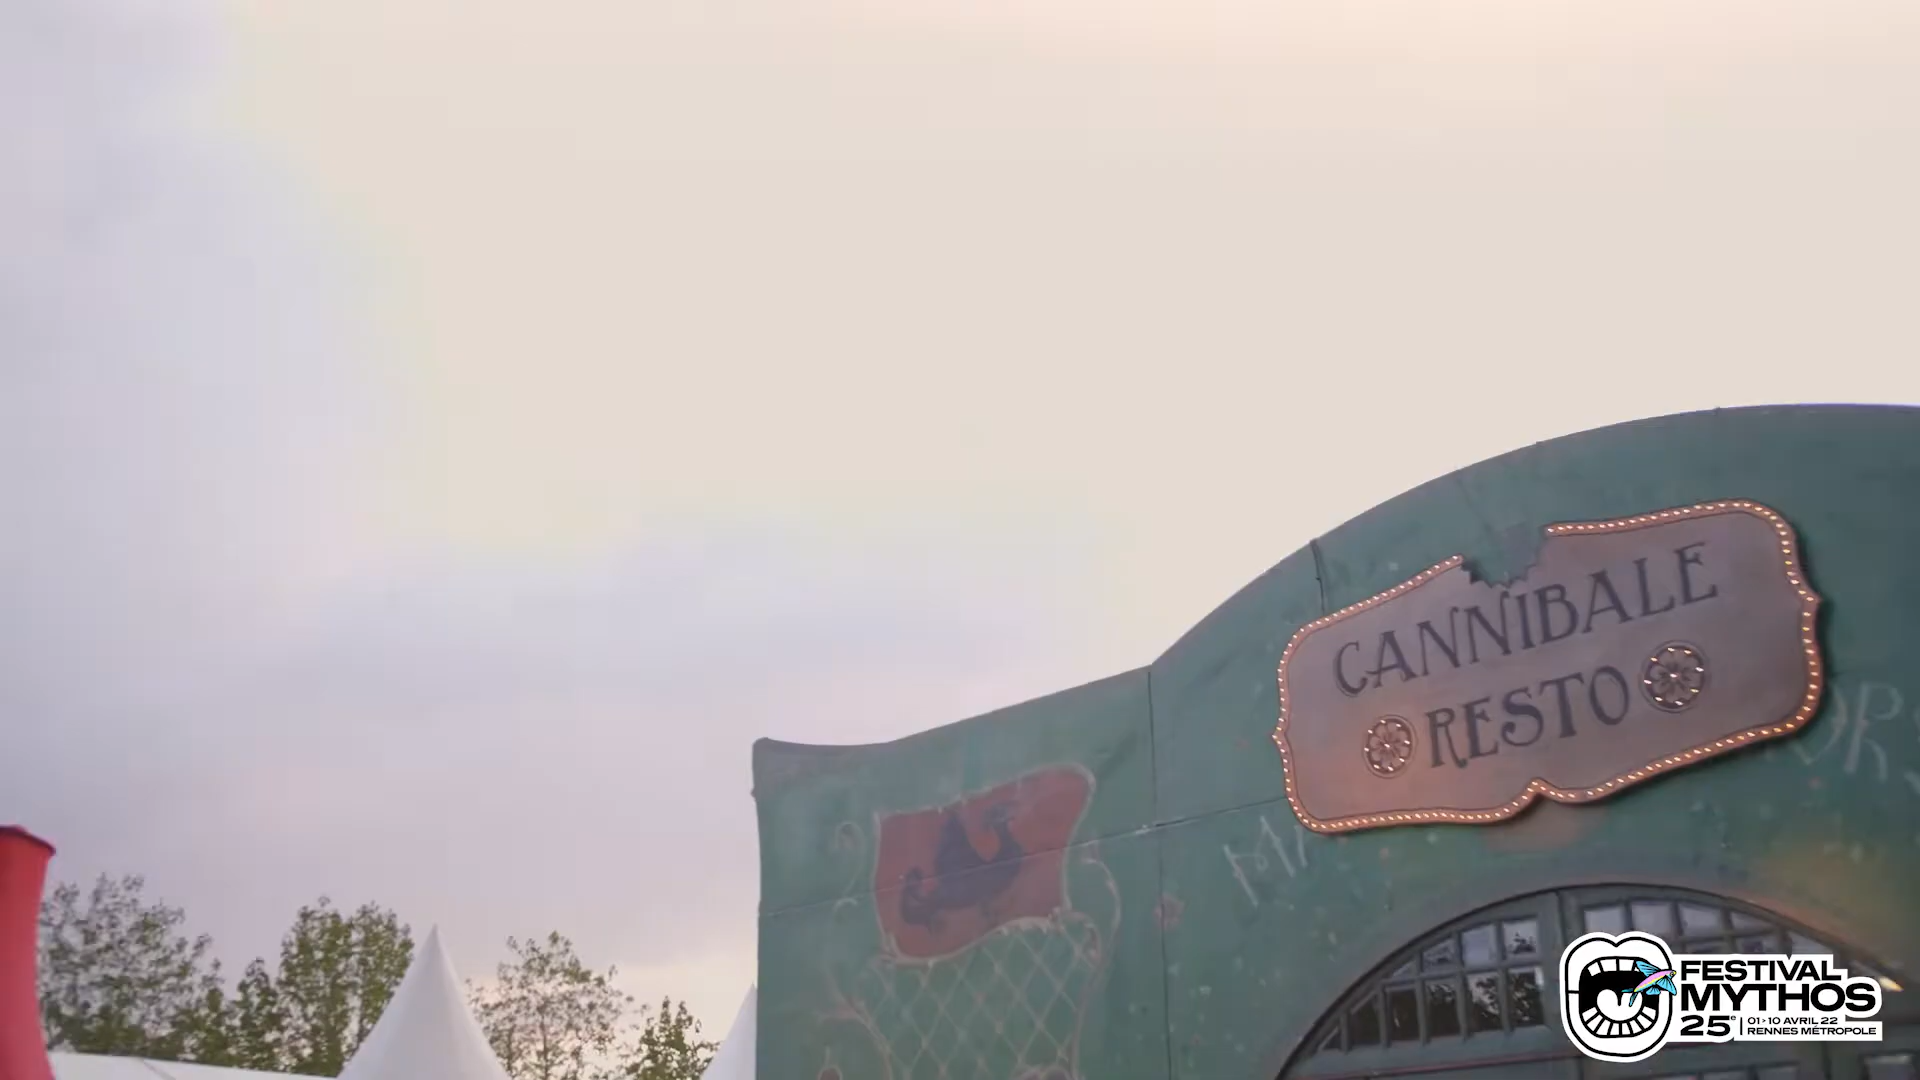 CANNIBALE
RESTO
FESTIVAL
MYTHOS
25e 01>10 AVRIL 22
RENNES MÉTROPOLE